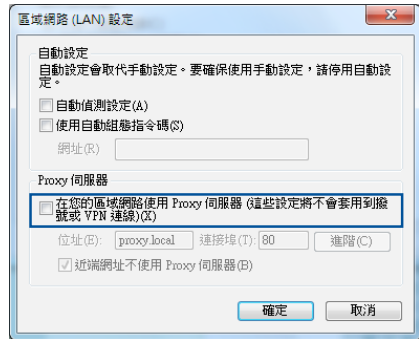 區域網路 (LAN) 設定
自動設定
自動設定會取代手動設定。要確保使用手動設定，請停用自動設
定。
自動偵測設定(A)
使用自動組態指令碼(S)
網址(R)
Proxy 伺服器
在您的區域網路使用 Proxy 伺服器 (這些設定將不會套用到撥
號或 VPN 連線)(X)
位址(E): proxy.local 連接埠(T): 80 進階(C)
近端網址不使用 Proxy 伺服器(B)
確定 取消